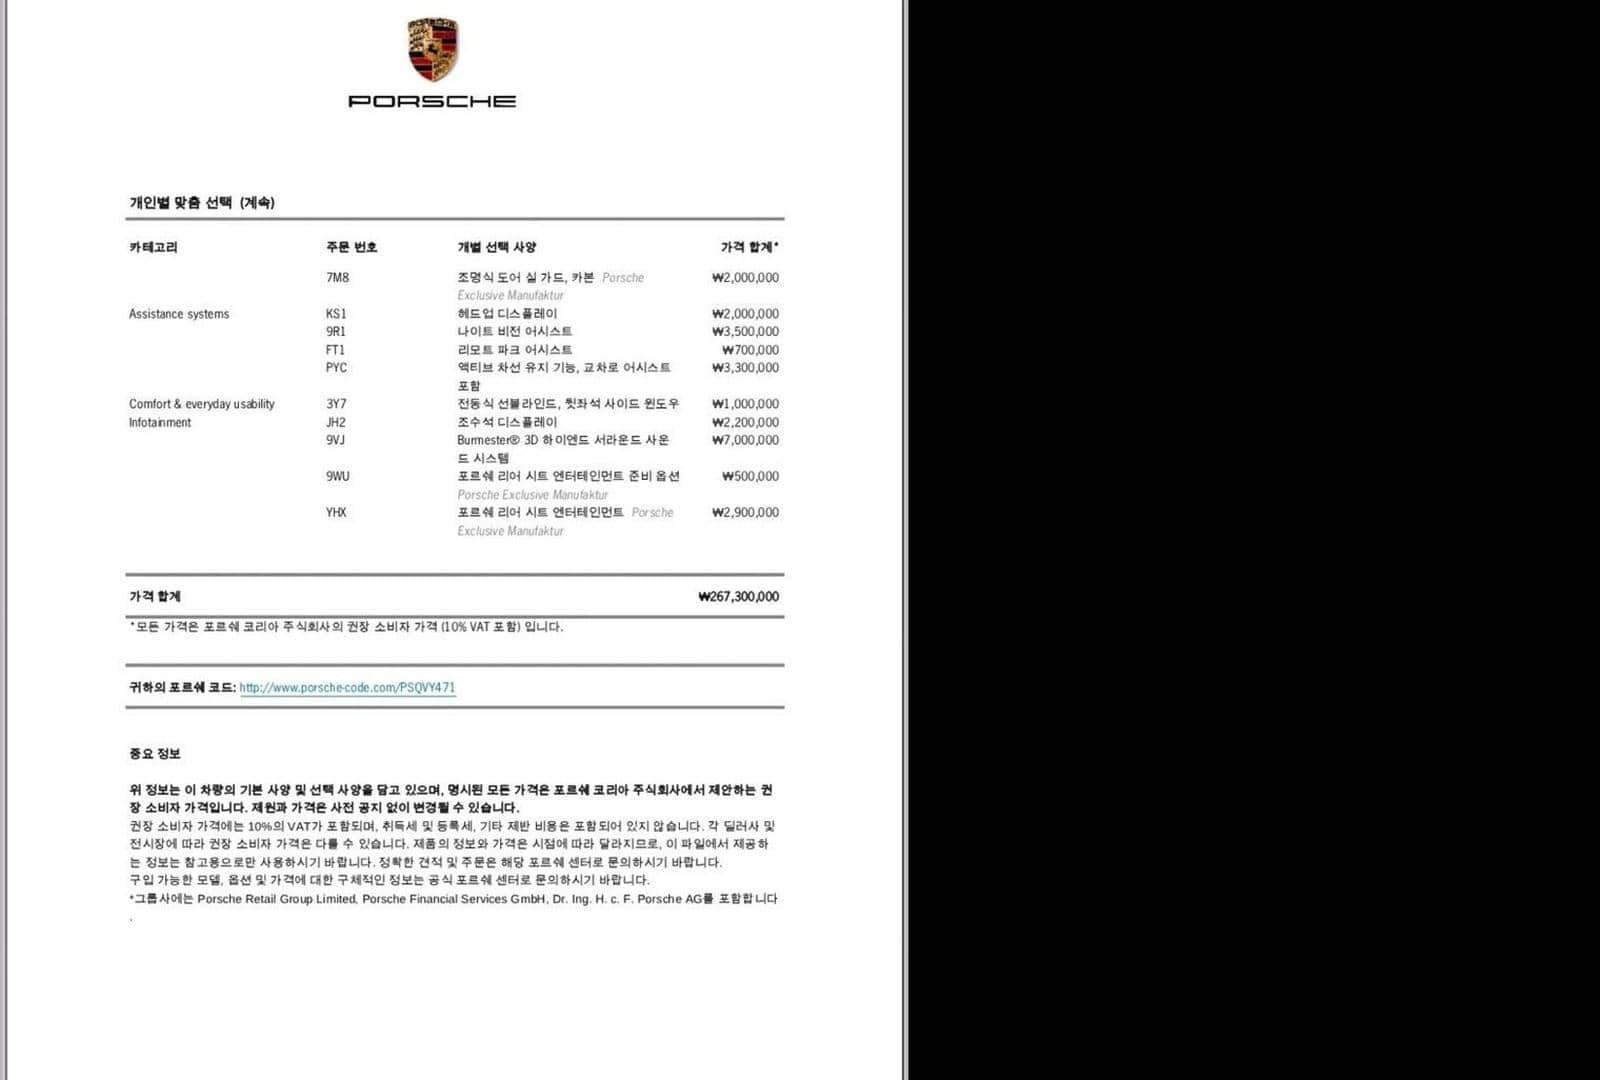 PORSCHE
개인별 맞춤 선택 (계속)
카테고리 주문 번호 개별 선택 사양 가격 합계*
7M8 조명식 도어 실 가드, 카본 Porsche ₩2,000,000
Exclusive Manufaktur
Assistance systems KS1 헤드업 디스플레이 ₩2,000,000
9R1 나이트 비전 어시스트 ₩3,500,000
FT1 리모트 파크 어시스트 ₩700,000
PYC 액티브 차선 유지 기능, 교차로 어시스트 ₩3,300,000
포함
Comfort & everyday usability 3Y7 전동식 선블라인드, 뒷좌석 사이드 윈도우 ₩1,000,000
Infotainment JH2 조수석 디스플레이 ₩2,200,000
9VJ Burmester® 3D 하이엔드 서라운드 사운 ₩7,000,000
드 시스템
9WU 포르쉐 리어 시트 엔터테인먼트 준비 옵션 ₩500,000
Porsche Exclusive Manufaktur
YHX 포르쉐 리어 시트 엔터테인먼트 Porsche ₩2,900,000
Exclusive Manufaktur
가격 합계 ₩267,300,000
*모든 가격은 포르쉐 코리아 주식회사의 권장 소비자 가격 (10% VAT 포함) 입니다.
귀하의 포르쉐 코드: http://www.porsche-code.com/PSQVY471
중요 정보
위 정보는 이 차량의 기본 사양 및 선택 사양을 담고 있으며, 명시된 모든 가격은 포르쉐 코리아 주식회사에서 제안하는 권
장 소비자 가격입니다. 제원과 가격은 사전 공지 없이 변경될 수 있습니다.
권장 소비자 가격에는 10%의 VAT가 포함되며, 취득세 및 등록세, 기타 제반 비용은 포함되어 있지 않습니다. 각 딜러사 및
전시장에 따라 권장 소비자 가격은 다를 수 있습니다. 제품의 정보와 가격은 시점에 따라 달라지므로, 이 파일에서 제공하
는 정보는 참고용으로만 사용하시기 바랍니다. 정확한 견적 및 주문은 해당 포르쉐 센터로 문의하시기 바랍니다.
구입 가능한 모델, 옵션 및 가격에 대한 구체적인 정보는 공식 포르쉐 센터로 문의하시기 바랍니다.
*그룹사에는 Porsche Retail Group Limited, Porsche Financial Services GmbH, Dr. Ing. H. c. F. Porsche AG를 포함합니다
.